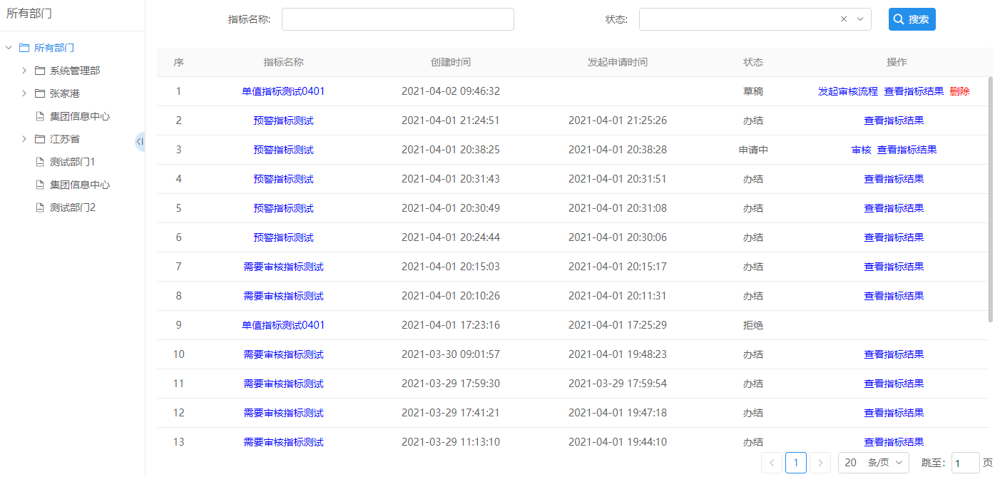 所有部门
所有部门
系统管理部
张家港
集团信息中心
江苏省
测试部门1
集团信息中心
测试部门2
指标名称: 状态: 搜索
序 指标名称 创建时间 发起申请时间 状态 操作
1 单值指标测试0401 2021-04-02 09:46:32 草稿 发起审核流程 查看指标结果 删除
2 预警指标测试 2021-04-01 21:24:51 2021-04-01 21:25:26 办结 查看指标结果
3 预警指标测试 2021-04-01 20:38:25 2021-04-01 20:38:28 申请中 审核 查看指标结果
4 预警指标测试 2021-04-01 20:31:43 2021-04-01 20:31:51 办结 查看指标结果
5 预警指标测试 2021-04-01 20:30:49 2021-04-01 20:31:08 办结 查看指标结果
6 预警指标测试 2021-04-01 20:24:44 2021-04-01 20:30:06 办结 查看指标结果
7 需要审核指标测试 2021-04-01 20:15:03 2021-04-01 20:15:17 办结 查看指标结果
8 需要审核指标测试 2021-04-01 20:10:26 2021-04-01 20:11:31 办结 查看指标结果
9 单值指标测试0401 2021-04-01 17:23:16 2021-04-01 17:25:29 拒绝
10 需要审核指标测试 2021-03-30 09:01:57 2021-04-01 19:48:23 办结 查看指标结果
11 需要审核指标测试 2021-03-29 17:59:30 2021-03-29 17:59:54 办结 查看指标结果
12 需要审核指标测试 2021-03-29 17:41:21 2021-04-01 19:47:18 办结 查看指标结果
13 需要审核指标测试 2021-03-29 11:13:10 2021-04-01 19:44:10 办结 查看指标结果
1 20 条/页 跳至: 1 页